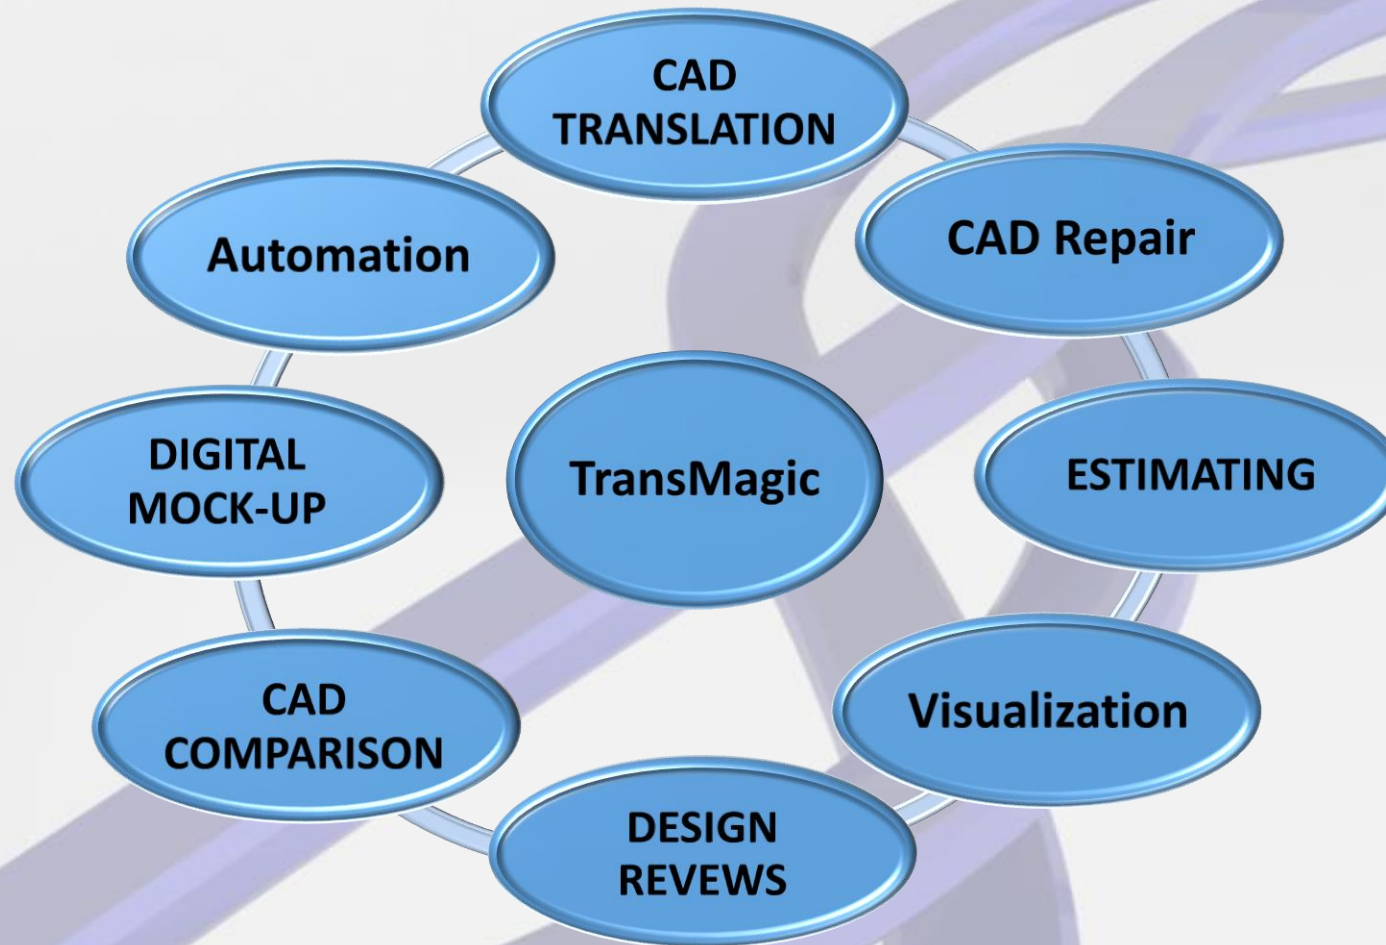 CAD
TRANSLATION
CAD Repair
Automation
ESTIMATING
DIGITAL
MOCK-UP
TransMagic
Visualization
CAD
COMPARISON
DESIGN
REVEWS